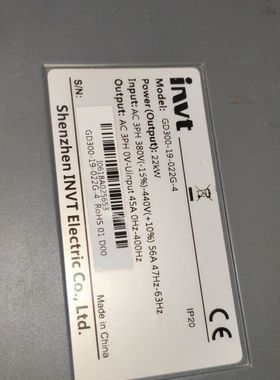 invt
Model: GD300-19-022G-4
IP20
Power(Output): 22kW
Input: AC 3PH 380V(-15%)-440V(+10%) 56A 47Hz-63Hz
Output: AC 3PH 0V-Uinput 45A 0Hz-400Hz
S/N:
GD300-19-022G-4 RoHS 01 D00
Made in China
Shenzhen INVT Electric Co., Ltd.
CE